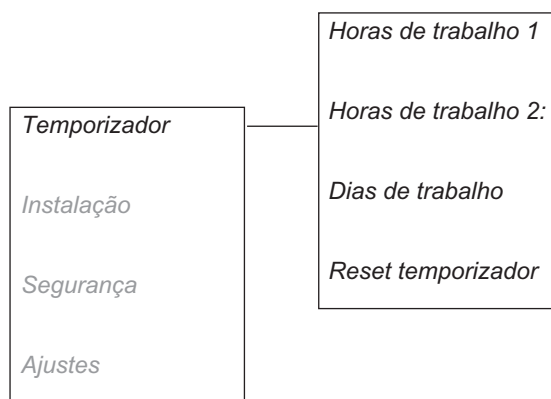 Temporizador
Instalação
Segurança
Ajustes
Horas de trabalho 1
Horas de trabalho 2:
Dias de trabalho
Reset temporizador